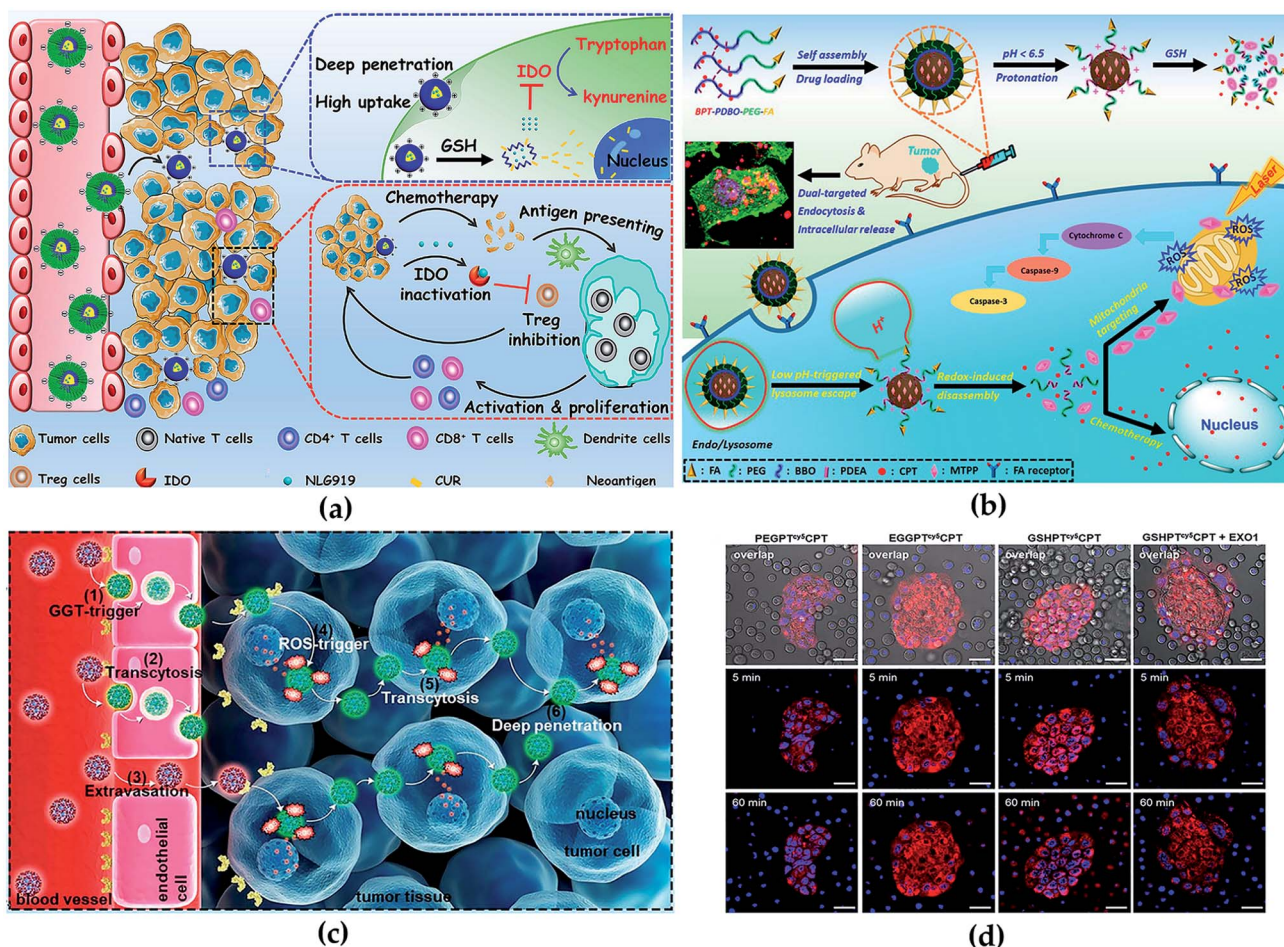 Deep penetration
High uptake
Tryptophan
IDO
kynurenine
GSH
Nucleus
Chemotherapy
Antigen presenting
IDO
inactivation
Treg
inhibition
Activation & proliferation
Tumor cells
Native T cells
CD4⁺ T cells
CD8⁺ T cells
Dendrite cells
Treg cells
IDO
NLG919
CUR
Neoantigen
(a)
BPT-PDBO-PEG-FA
Self assembly
Drug loading
pH < 6.5
Protonation
GSH
Tumor
Dual-targeted
Endocytosis &
Intracellular release
Laser
ROS
ROS
ROS
Cytochrome C
Caspase-9
Caspase-3
H⁺
Mitochondria
targeting
Low pH-triggered
lysosome escape
Redox-induced
disassembly
Endo/Lysosome
Chemotherapy
Nucleus
: FA
: PEG
: BBO
: PDEA
: CPT
: MTPP
: FA receptor
(b)
(1)
GGT-trigger
(2)
Transcytosis
(3)
Extravasation
(4)
ROS-trigger
(5)
Transcytosis
(6)
Deep penetration
nucleus
tumor cell
endothelial
cell
blood vessel
tumor tissue
(c)
PEGPTᶜʸ⁵CPT
EGGPTᶜʸ⁵CPT
GSHPTᶜʸ⁵CPT
GSHPTᶜʸ⁵CPT + EXO1
overlap
overlap
overlap
overlap
5 min
5 min
5 min
5 min
60 min
60 min
60 min
60 min
(d)